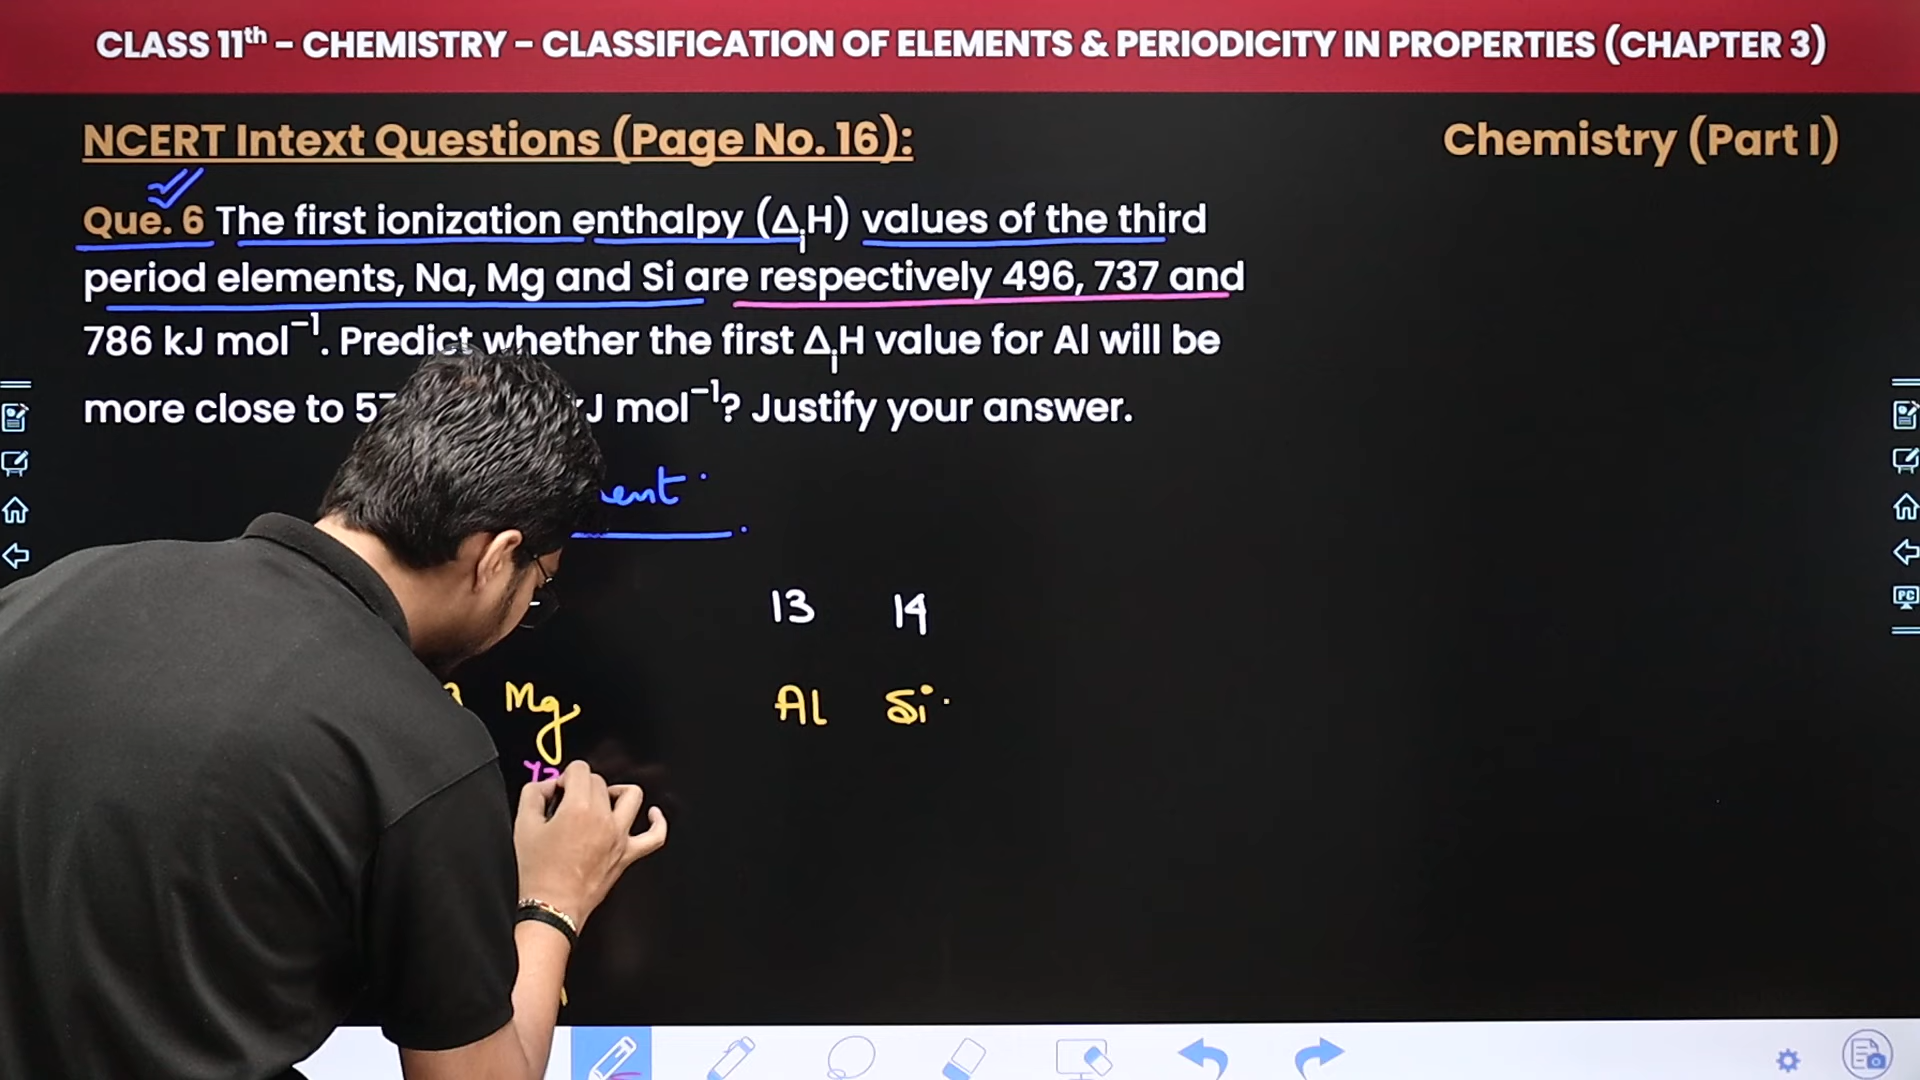 CLASS 11th - CHEMISTRY - CLASSIFICATION OF ELEMENTS & PERIODICITY IN PROPERTIES (CHAPTER 3)
NCERT Intext Questions (Page No. 16):
Chemistry (Part I)
Que. 6 The first ionization enthalpy (ΔiH) values of the third
period elements, Na, Mg and Si are respectively 496, 737 and
786 kJ mol⁻¹. Predict whether the first ΔiH value for Al will be
more close to kJ mol⁻¹? Justify your answer.
13 14
Mg Al Si
PC